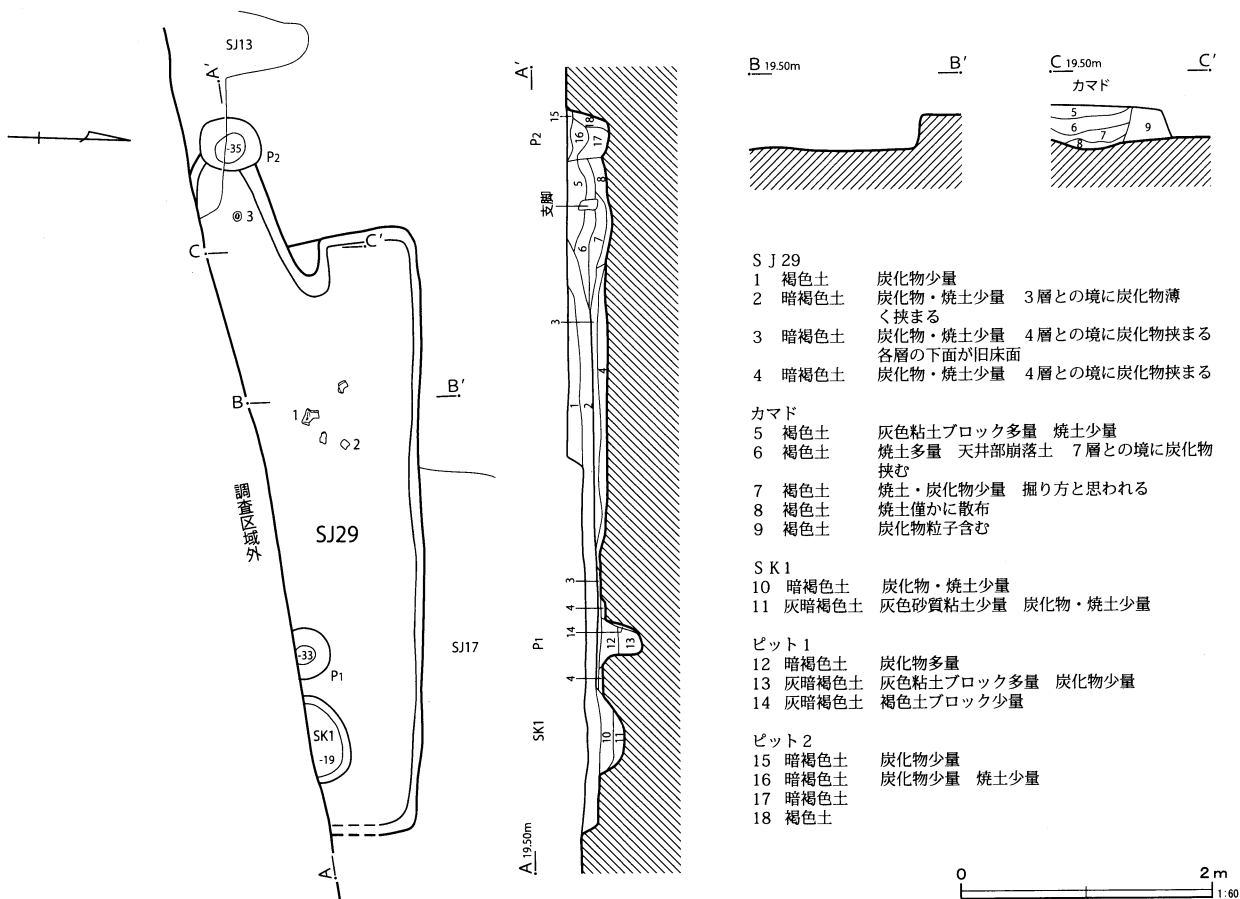 SJ13
A'
-35
P2
3
C
C'
B
B'
1
2
調査区域外
SJ29
-33
P1
SJ17
SK1
-19
A
A'
15
18
P2
16
17
5
8
支脚
6
7
3
4
1
2
3
4
14
P1
12
13
4
SK1
10
11
A 19.50m
B 19.50m
B'
C 19.50m
C'
カマド
5
6
7
8
9
SJ29
1 褐色土 炭化物少量
2 暗褐色土 炭化物・焼土少量 3層との境に炭化物薄
く挟まる
3 暗褐色土 炭化物・焼土少量 4層との境に炭化物挟まる
各層の下面が旧床面
4 暗褐色土 炭化物・焼土少量 4層との境に炭化物挟まる
カマド
5 褐色土 灰色粘土ブロック多量 焼土少量
6 褐色土 焼土多量 天井部崩落土 7層との境に炭化物
挟む
7 褐色土 焼土・炭化物少量 掘り方と思われる
8 褐色土 焼土僅かに散布
9 褐色土 炭化物粒子含む
SK1
10 暗褐色土 炭化物・焼土少量
11 灰暗褐色土 灰色砂質粘土少量 炭化物・焼土少量
ピット1
12 暗褐色土 炭化物多量
13 灰暗褐色土 灰色粘土ブロック多量 炭化物少量
14 灰暗褐色土 褐色土ブロック少量
ピット2
15 暗褐色土 炭化物少量
16 暗褐色土 炭化物少量 焼土少量
17 暗褐色土
18 褐色土
0 2m
1:60